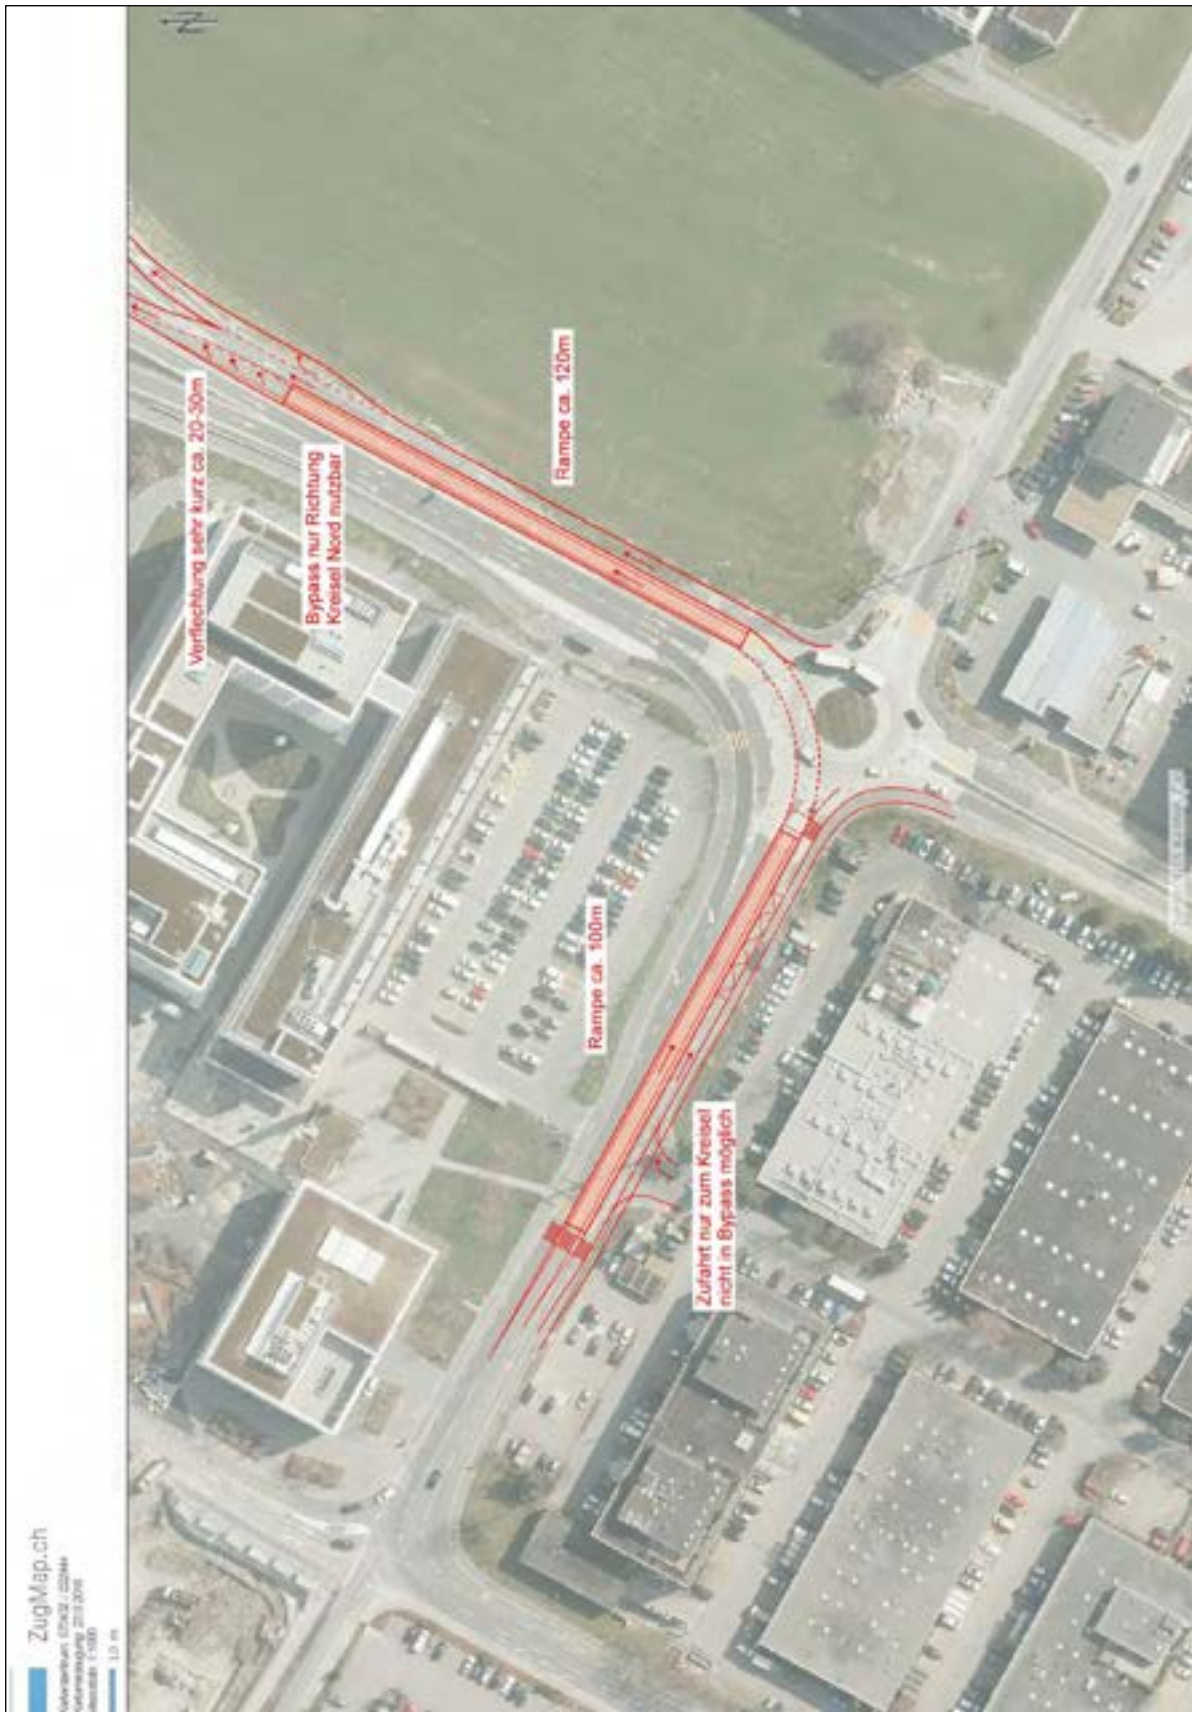 ZugMap.ch
Verflechtung sehr kurz ca. 20-30m
Bypass nur Richtung
Kreisel Nord nutzbar
Rampe ca. 120m
Rampe ca. 100m
Zufahrt nur zum Kreisel
nicht in Bypass möglich